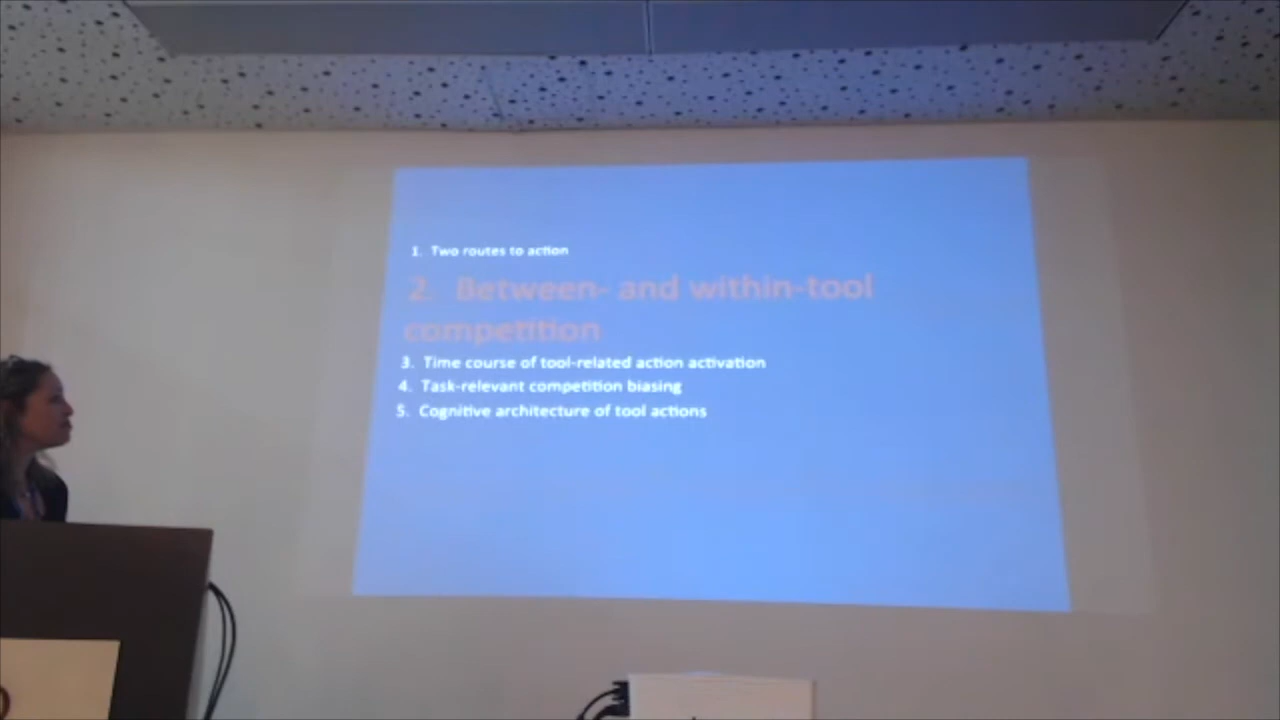 1. Two routes to action
2. Between- and within-tool
competition
3. Time course of tool-related action activation
4. Task-relevant competition biasing
5. Cognitive architecture of tool actions